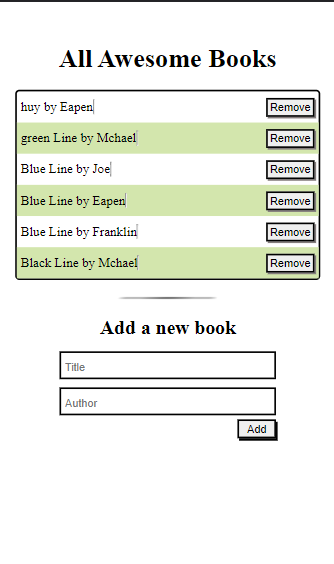 All Awesome Books
huy by Eapen
Remove
green Line by Mchael
Remove
Blue Line by Joe
Remove
Blue Line by Eapen
Remove
Blue Line by Franklin
Remove
Black Line by Mchael
Remove
Add a new book
Title
Author
Add